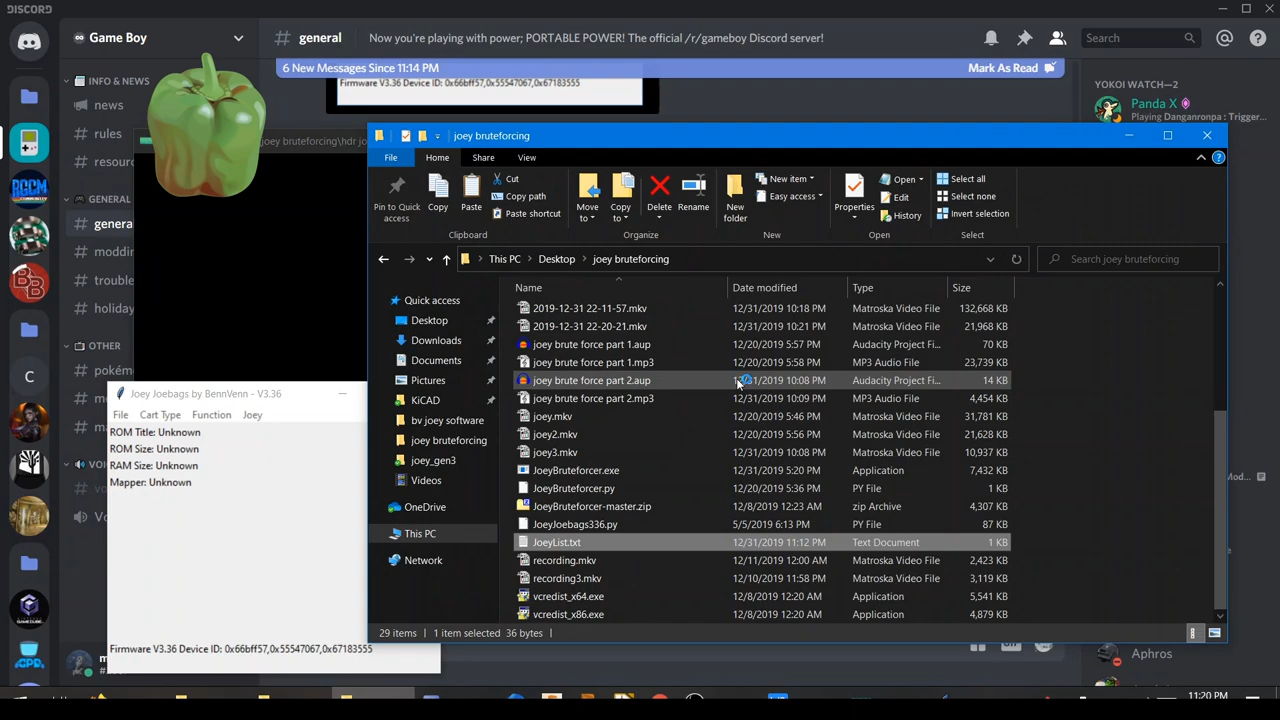 DISCORD
Game Boy
general
Now you're playing with power; PORTABLE POWER! The official /r/gameboy Discord server!
Search
6 New Messages Since 11:14 PM
Mark As Read
Firmware V3.36 Device ID: 0x66bff57,0x55547067,0x67183555
INFO & NEWS
news
rules
GENERAL
genera
OTHER
YOKOI WATCH—2
Panda X
Playing Danganronpa : Trigger...
joey bruteforcing\hdr jo
joey bruteforcing
File
Home
Share
View
Pin to Quick access
Copy
Paste
Cut
Copy path
Paste shortcut
Clipboard
Move to
Copy to
Delete
Rename
Organize
New folder
New item
Easy access
New
Properties
Open
Edit
History
Open
Select all
Select none
Invert selection
Select
This PC
Desktop
joey bruteforcing
Search joey bruteforcing
Quick access
Desktop
Downloads
Documents
Pictures
KiCAD
bv joey software
joey bruteforcing
joey_gen3
Videos
OneDrive
This PC
Network
Name Date modified Type Size
2019-12-31 22-11-57.mkv 12/31/2019 10:18 PM Matroska Video File 132,668 KB
2019-12-31 22-20-21.mkv 12/31/2019 10:21 PM Matroska Video File 21,968 KB
joey brute force part 1.aup 12/20/2019 5:57 PM Audacity Project Fi... 70 KB
joey brute force part 1.mp3 12/20/2019 5:58 PM MP3 Audio File 23,739 KB
joey brute force part 2.aup 12/31/2019 10:08 PM Audacity Project Fi... 14 KB
joey brute force part 2.mp3 12/31/2019 10:09 PM MP3 Audio File 4,454 KB
joey.mkv 12/20/2019 5:46 PM Matroska Video File 31,781 KB
joey2.mkv 12/20/2019 5:56 PM Matroska Video File 21,628 KB
joey3.mkv 12/31/2019 10:08 PM Matroska Video File 10,937 KB
JoeyBruteforcer.exe 12/31/2019 5:20 PM Application 7,432 KB
JoeyBruteforcer.py 12/20/2019 5:36 PM PY File 1 KB
JoeyBruteforcer-master.zip 12/8/2019 12:23 AM zip Archive 4,307 KB
JoeyJoebags336.py 5/5/2019 6:13 PM PY File 87 KB
JoeyList.txt 12/31/2019 11:12 PM Text Document 1 KB
recording.mkv 12/11/2019 12:00 AM Matroska Video File 2,423 KB
recording3.mkv 12/10/2019 11:58 PM Matroska Video File 3,119 KB
vcredist_x64.exe 12/8/2019 12:20 AM Application 5,541 KB
vcredist_x86.exe 12/8/2019 12:20 AM Application 4,879 KB
29 items 1 item selected 36 bytes
Joey Joebags by BennVenn - V3.36
File Cart Type Function Joey
ROM Title: Unknown
ROM Size: Unknown
RAM Size: Unknown
Mapper: Unknown
Firmware V3.36 Device ID: 0x66bff57,0x55547067,0x67183555
Aphros
11:20 PM